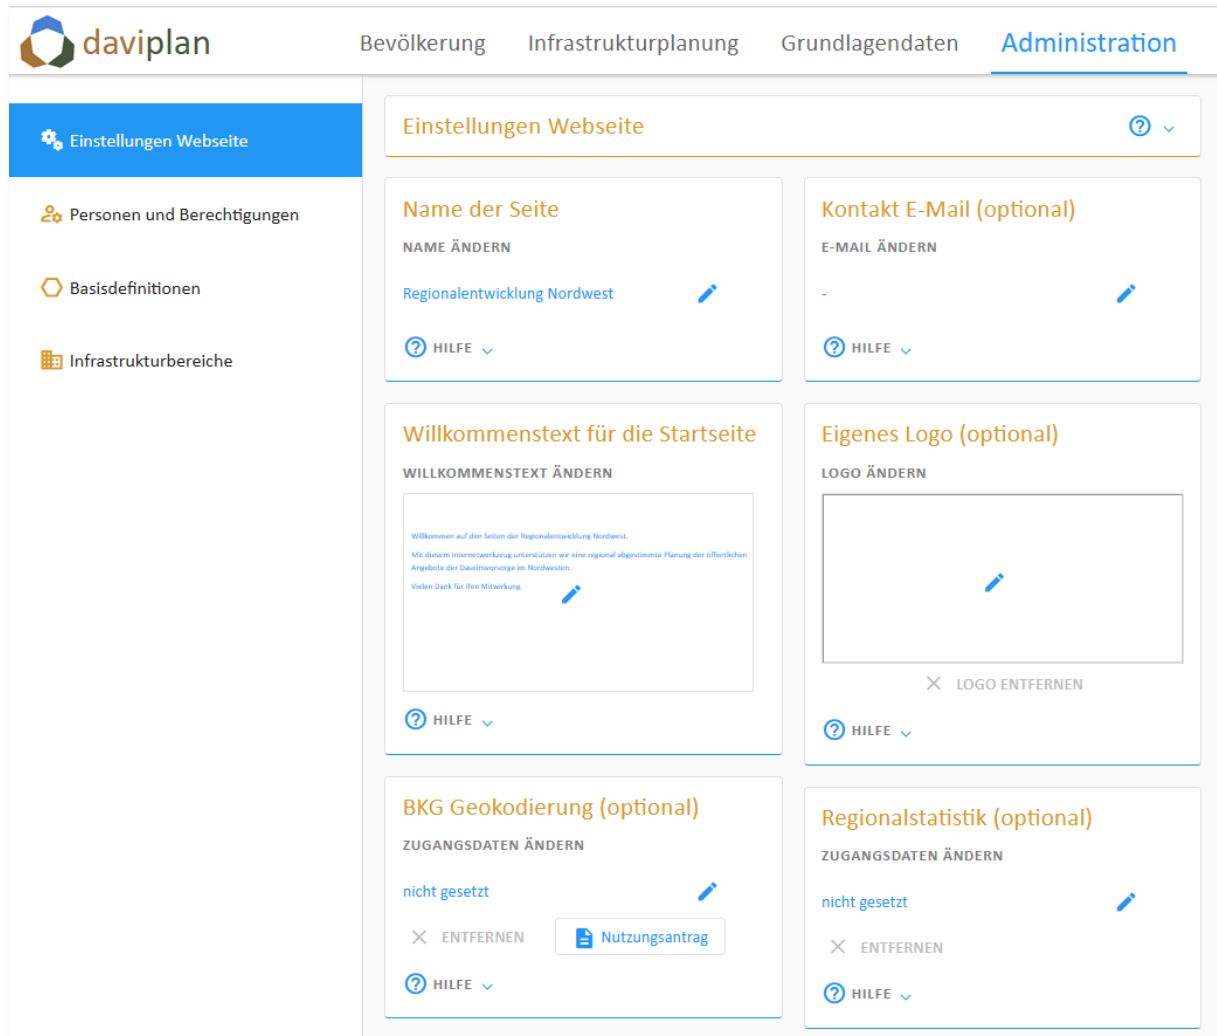 daviplan
Bevölkerung Infrastrukturplanung Grundlagendaten Administration
Einstellungen Webseite
Personen und Berechtigungen
Basisdefinitionen
Infrastrukturbereiche
Einstellungen Webseite
Name der Seite
NAME ÄNDERN
Regionalentwicklung Nordwest
HILFE
Kontakt E-Mail (optional)
E-MAIL ÄNDERN
-
HILFE
Willkommenstext für die Startseite
WILLKOMMENSTEXT ÄNDERN
Willkommen auf den Seiten der Regionalentwicklung Nordwest.
Mit diesem Internetwerkzeug unterstützen wir eine regional abgestimmte Planung der öffentlichen
Angebote der Daseinsvorsorge im Nordwesten.
Vielen Dank für Ihre Mitwirkung.
HILFE
Eigenes Logo (optional)
LOGO ÄNDERN
LOGO ENTFERNEN
HILFE
BKG Geokodierung (optional)
ZUGANGSDATEN ÄNDERN
nicht gesetzt
ENTFERNEN Nutzungsantrag
HILFE
Regionalstatistik (optional)
ZUGANGSDATEN ÄNDERN
nicht gesetzt
ENTFERNEN
HILFE